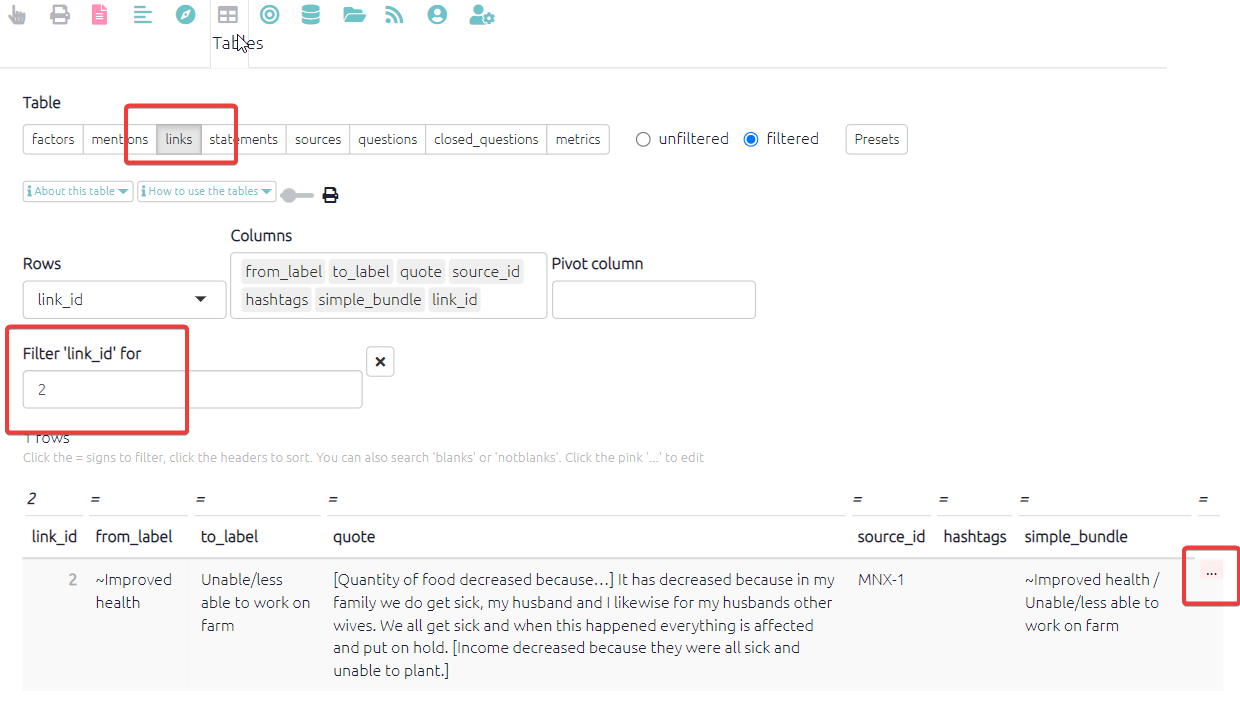 Tables
Table
factors mentions links statements sources questions closed_questions metrics unfiltered filtered Presets
About this table How to use the tables
Columns
Rows
from_label to_label quote source_id
Pivot column
link_id
hashtags simple_bundle link_id
Filter 'link_id' for
2
1 rows
Click the = signs to filter, click the headers to sort. You can also search 'blanks' or 'notblanks'. Click the pink '...' to edit
2 = = = = = = =
link_id from_label to_label quote source_id hashtags simple_bundle
2 ~Improved health
Unable/less able to work on farm
[Quantity of food decreased because...] It has decreased because in my
family we do get sick, my husband and I likewise for my husbands other
wives. We all get sick and when this happened everything is affected
and put on hold. [Income decreased because they were all sick and
unable to plant.]
MNX-1
~Improved health /
Unable/less able to
work on farm
...